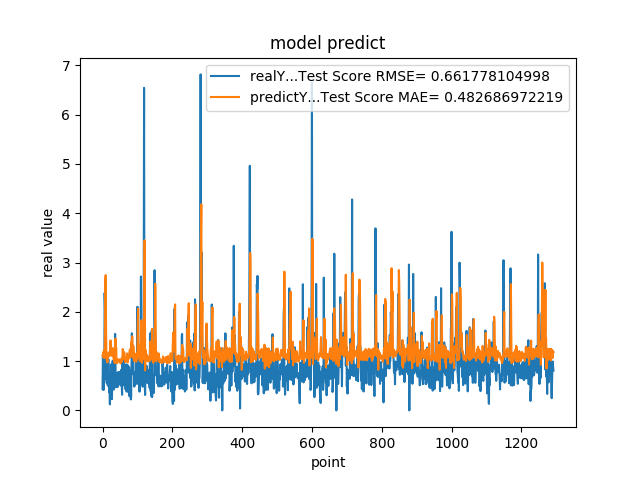 model predict
realY...Test Score RMSE= 0.661778104998
predictY...Test Score MAE= 0.482686972219
real value
7
6
5
4
3
2
1
0
0 200 400 600 800 1000 1200
point